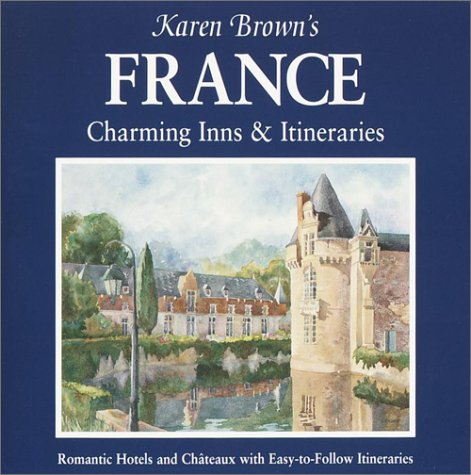 Karen Brown's
FRANCE
Charming Inns & Itineraries
Romantic Hotels and Châteaux with Easy-to-Follow Itineraries